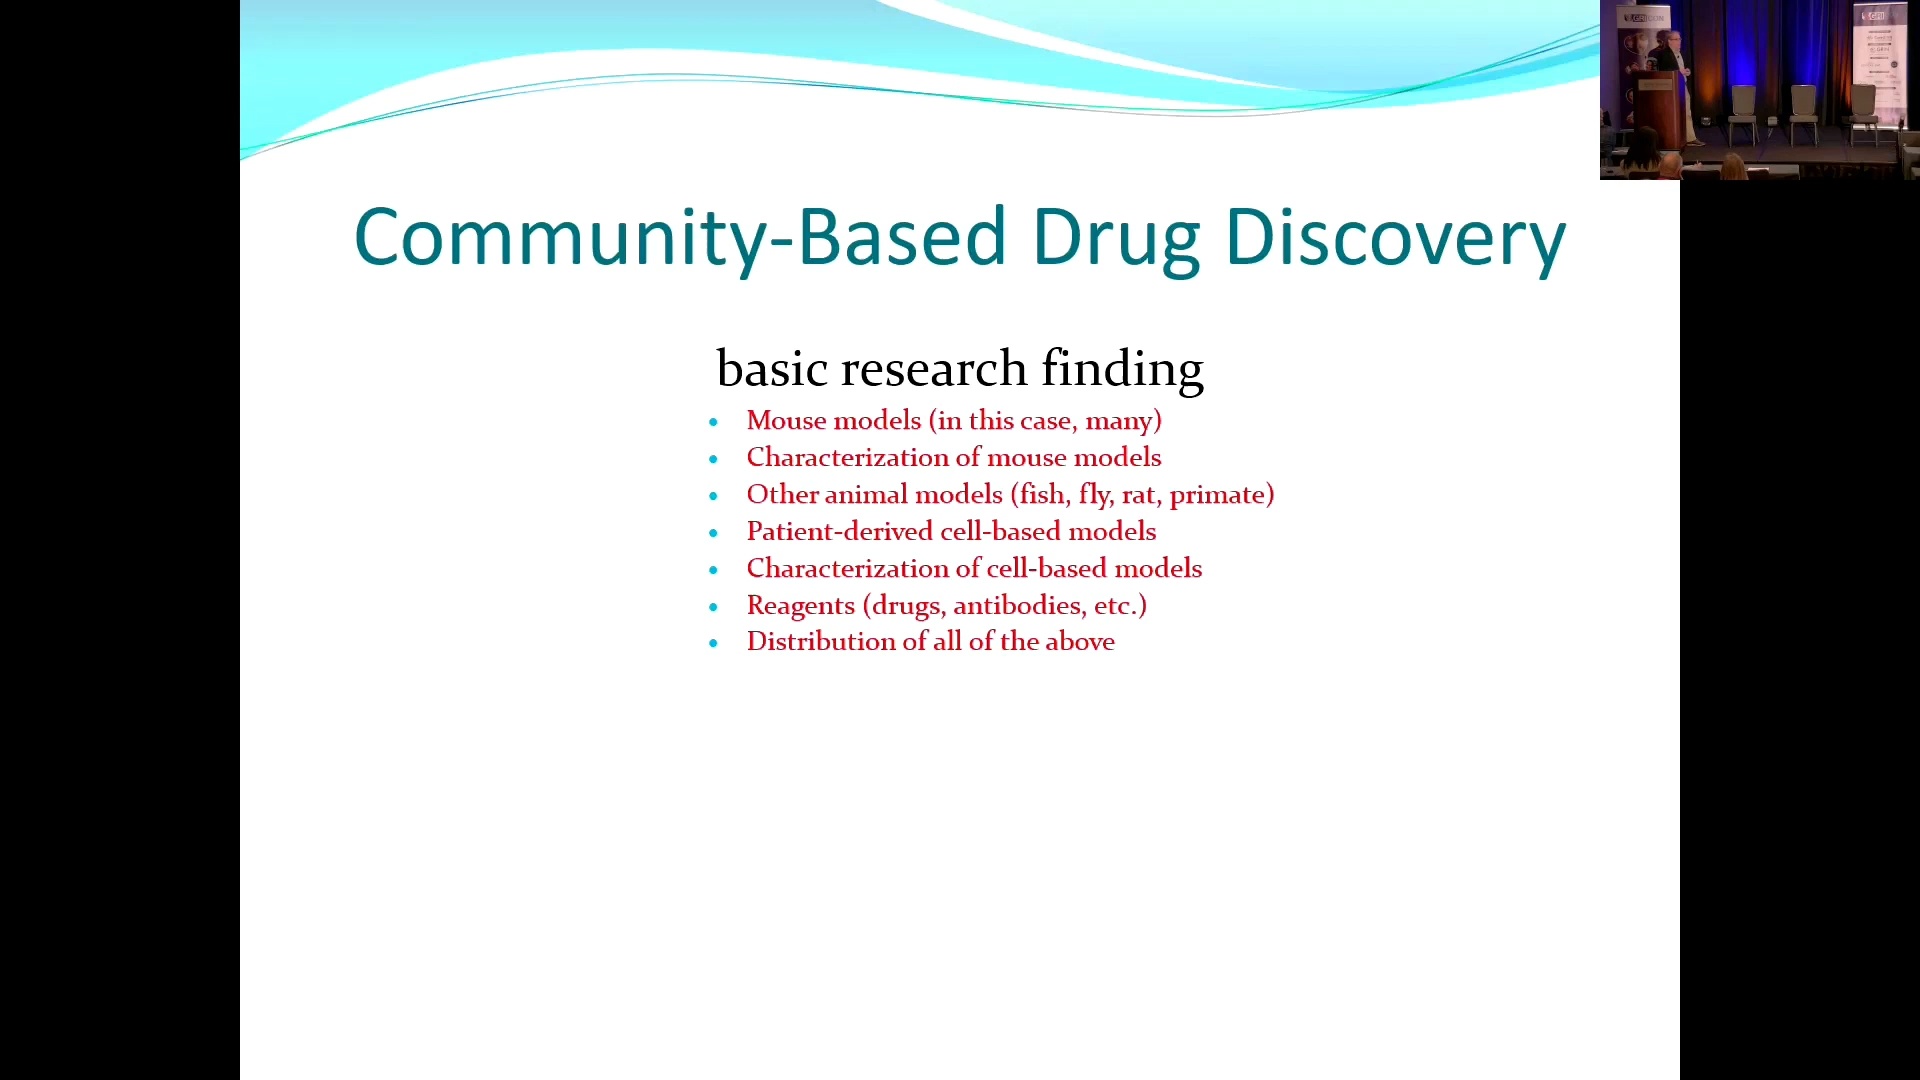 Community-Based Drug Discovery
basic research finding
• Mouse models (in this case, many)
• Characterization of mouse models
• Other animal models (fish, fly, rat, primate)
• Patient-derived cell-based models
• Characterization of cell-based models
• Reagents (drugs, antibodies, etc.)
• Distribution of all of the above